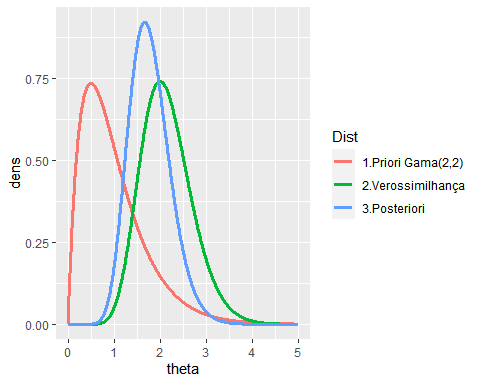 dens
0.75
0.50
0.25
0.00
0 1 2 3 4 5
theta
Dist
1.Priori Gama(2,2)
2.Verossimilhança
3.Posteriori